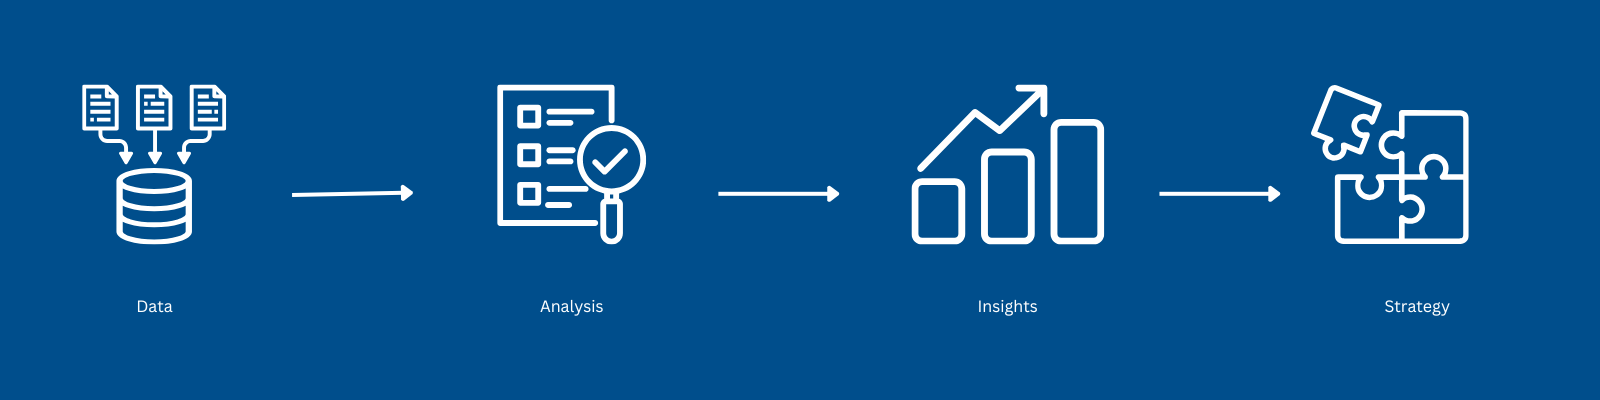 Data
Analysis
Insights
Strategy